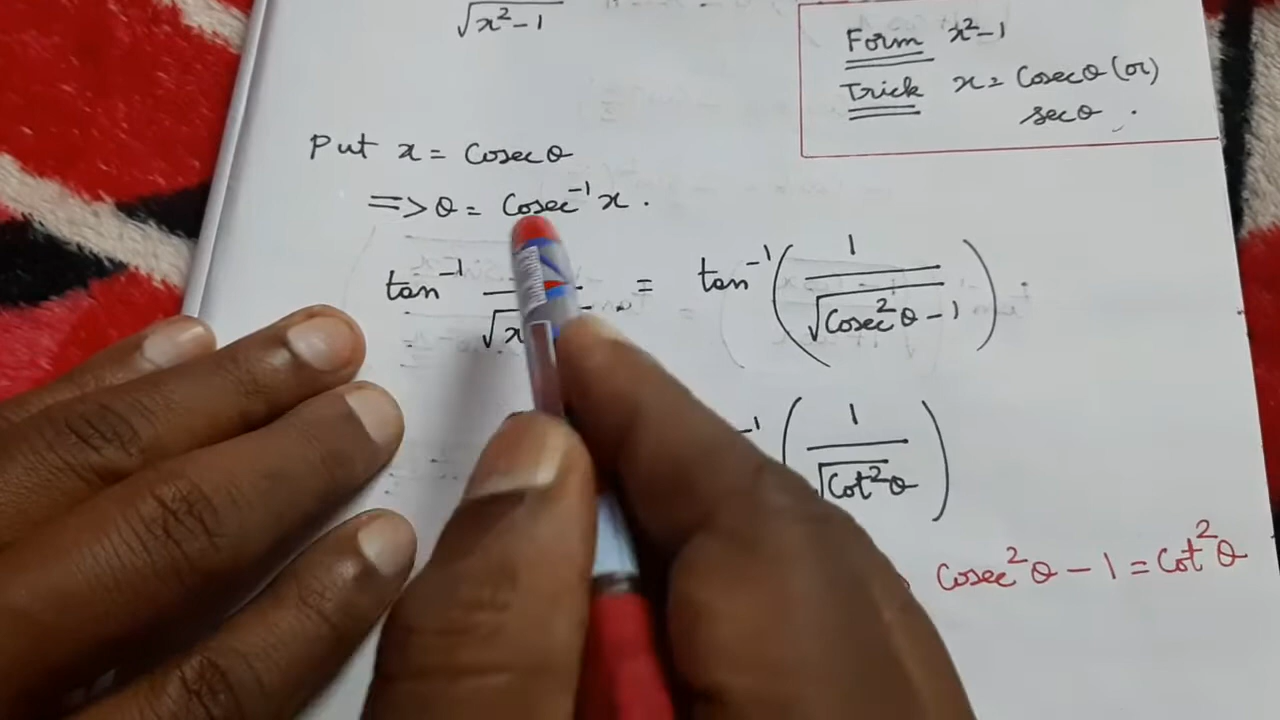 √x²-1
Form x²-1
Trick x = Cosecθ (or)
secθ.
Put x = Cosecθ
=> θ = Cosec⁻¹x.
tan⁻¹ √x = tan⁻¹(1/√Cosec²θ-1).
⁻¹(1/√Cot²θ)
Cosec²θ-1 = Cot²θ